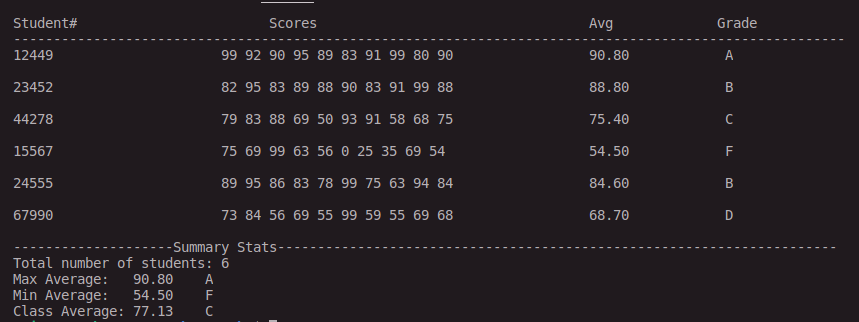 Student# Scores Avg Grade
--------------------------------------------------------------------------------------------------------
12449 99 92 90 95 89 83 91 99 80 90 90.80 A
23452 82 95 83 89 88 90 83 91 99 88 88.80 B
44278 79 83 88 69 50 93 91 58 68 75 75.40 C
15567 75 69 99 63 56 0 25 35 69 54 54.50 F
24555 89 95 86 83 78 99 75 63 94 84 84.60 B
67990 73 84 56 69 55 99 59 55 69 68 68.70 D
--------------------Summary Stats----------------------------------------------------------------------
Total number of students: 6
Max Average: 90.80 A
Min Average: 54.50 F
Class Average: 77.13 C